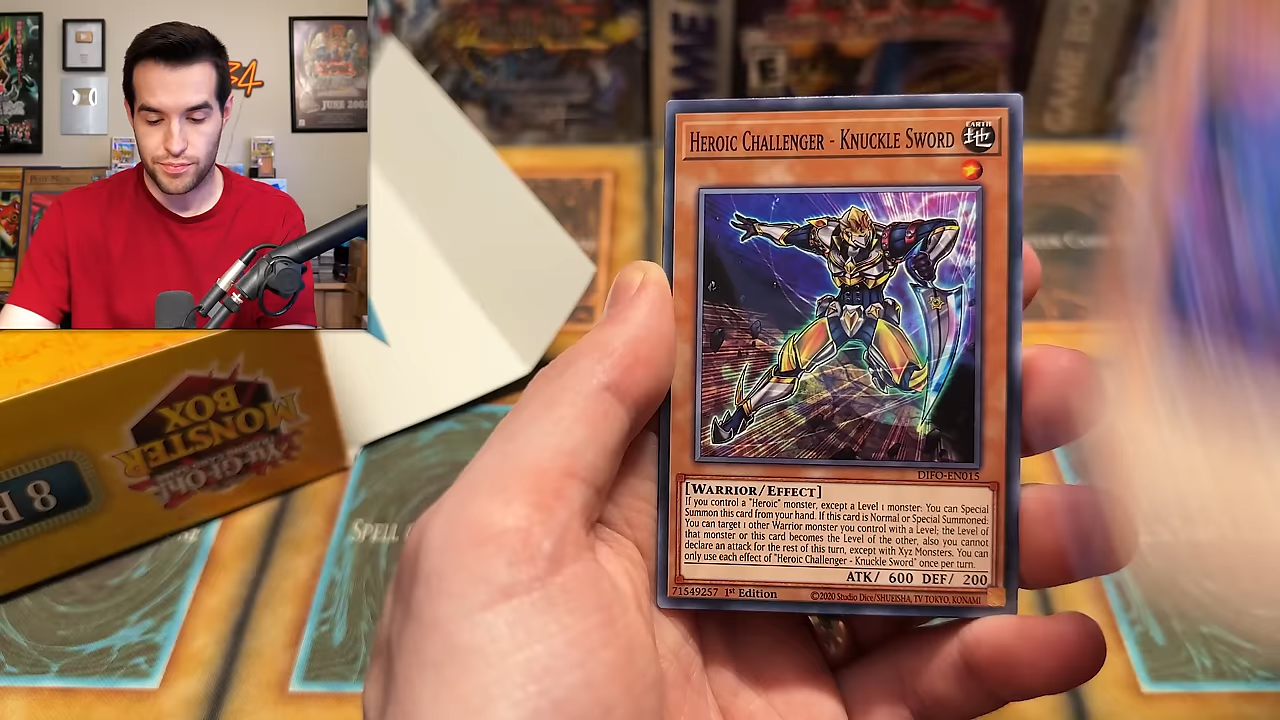 34
JUNE 2002
GAME BO
GAME BOY
E
HEROIC CHALLENGER - KNUCKLE SWORD
EARTH
地
DIFO-EN015
[WARRIOR/EFFECT]
If you control a "Heroic" monster, except a Level 1 monster: You can Special
Summon this card from your hand. If this card is Normal or Special Summoned:
You can target 1 other Warrior monster you control with a Level; the Level of
that monster or this card becomes the Level of the other, also you cannot
declare an attack for the rest of this turn, except with Xyz Monsters. You can
only use each effect of "Heroic Challenger - Knuckle Sword" once per turn.
ATK/ 600 DEF/ 200
71549257 1st Edition ©2020 Studio Dice/SHUEISHA, TV TOKYO, KONAMI
Yu-Gi-Oh!
MONSTER
BOX
8
SPELL